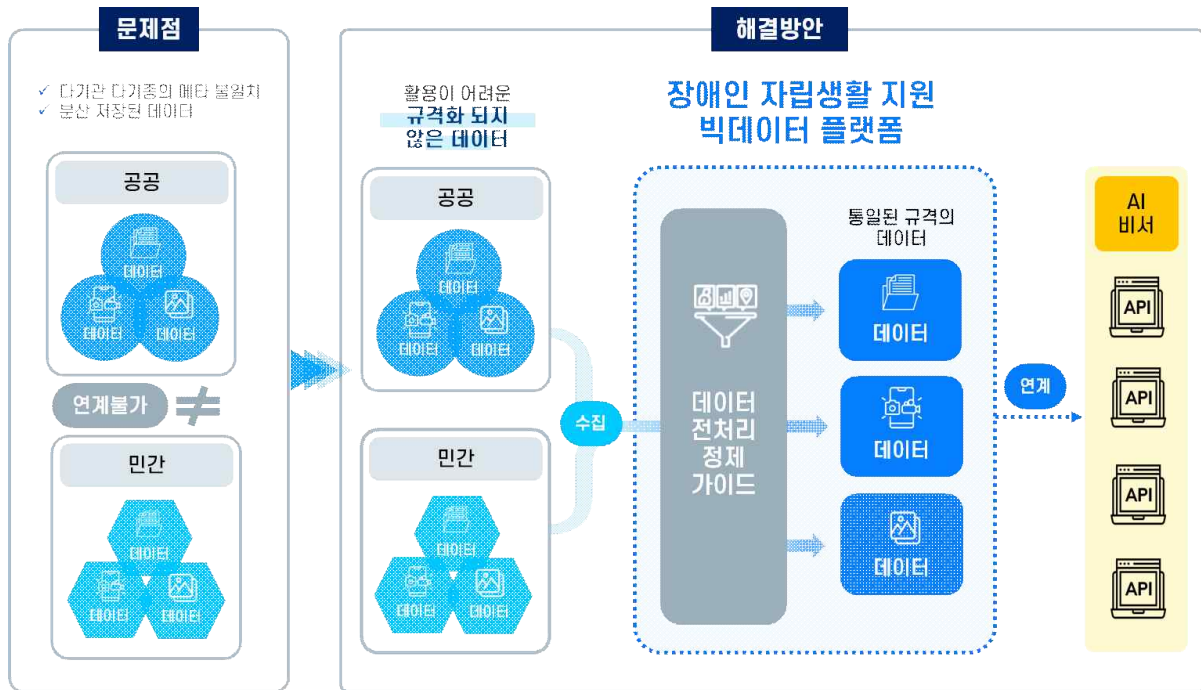 문제점
✓ 다기관 다기종의 메타 불일치
✓ 분산 저장된 데이터
공공
데이터
데이터
데이터
연계불가
≠
민간
데이터
데이터
데이터
해결방안
활용이 어려운
규격화 되지
않은 데이터
공공
데이터
데이터
데이터
민간
데이터
데이터
데이터
수집
장애인 자립생활 지원
빅데이터 플랫폼
데이터
전처리
정제
가이드
통일된 규격의
데이터
데이터
데이터
데이터
연계
AI
비서
API
API
API
API